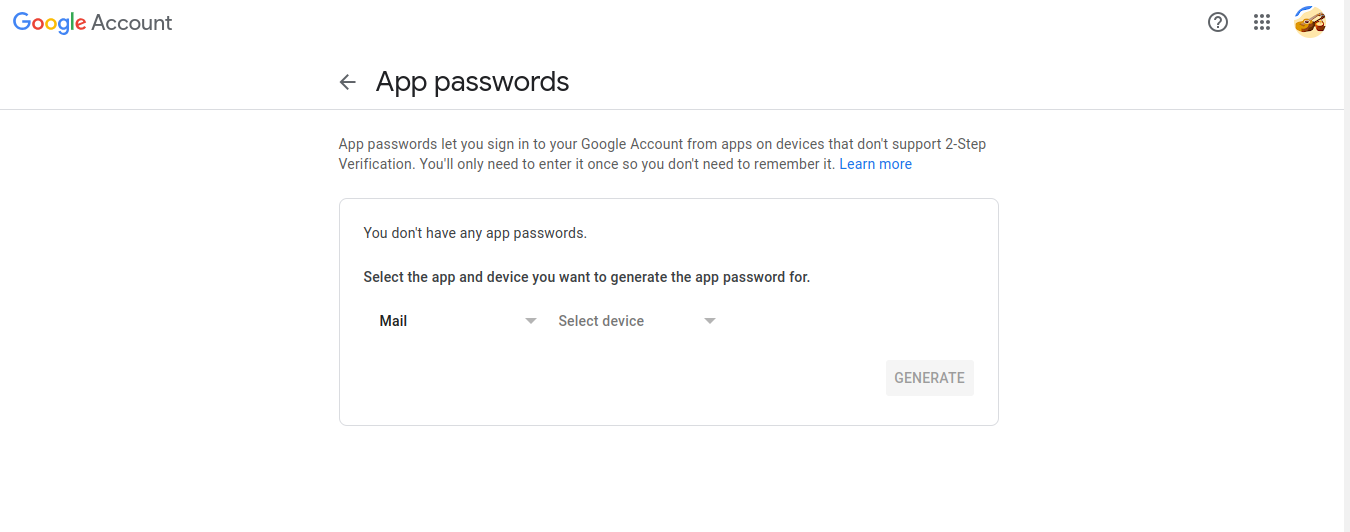 Google Account
App passwords
App passwords let you sign in to your Google Account from apps on devices that don't support 2-Step
Verification. You'll only need to enter it once so you don't need to remember it. Learn more
You don't have any app passwords.
Select the app and device you want to generate the app password for.
Mail Select device
GENERATE